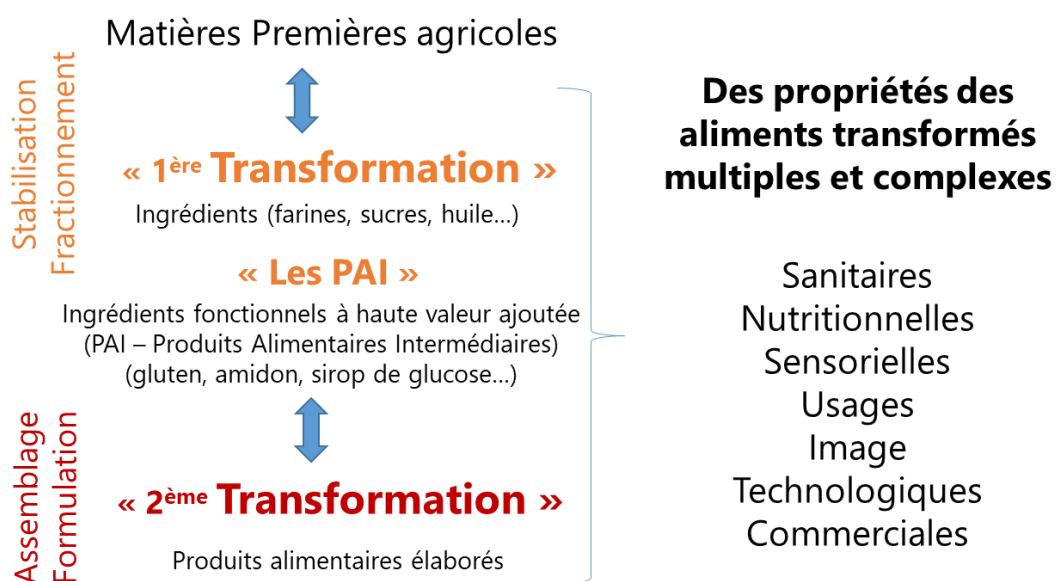 Matières Premières agricoles
Stabilisation
Fractionnement
« 1ère Transformation »
Ingrédients (farines, sucres, huile...)
« Les PAI »
Ingrédients fonctionnels à haute valeur ajoutée
(PAI – Produits Alimentaires Intermédiaires)
(gluten, amidon, sirop de glucose...)
Assemblage
Formulation
« 2ème Transformation »
Produits alimentaires élaborés
Des propriétés des
aliments transformés
multiples et complexes
Sanitaires
Nutritionnelles
Sensorielles
Usages
Image
Technologiques
Commerciales